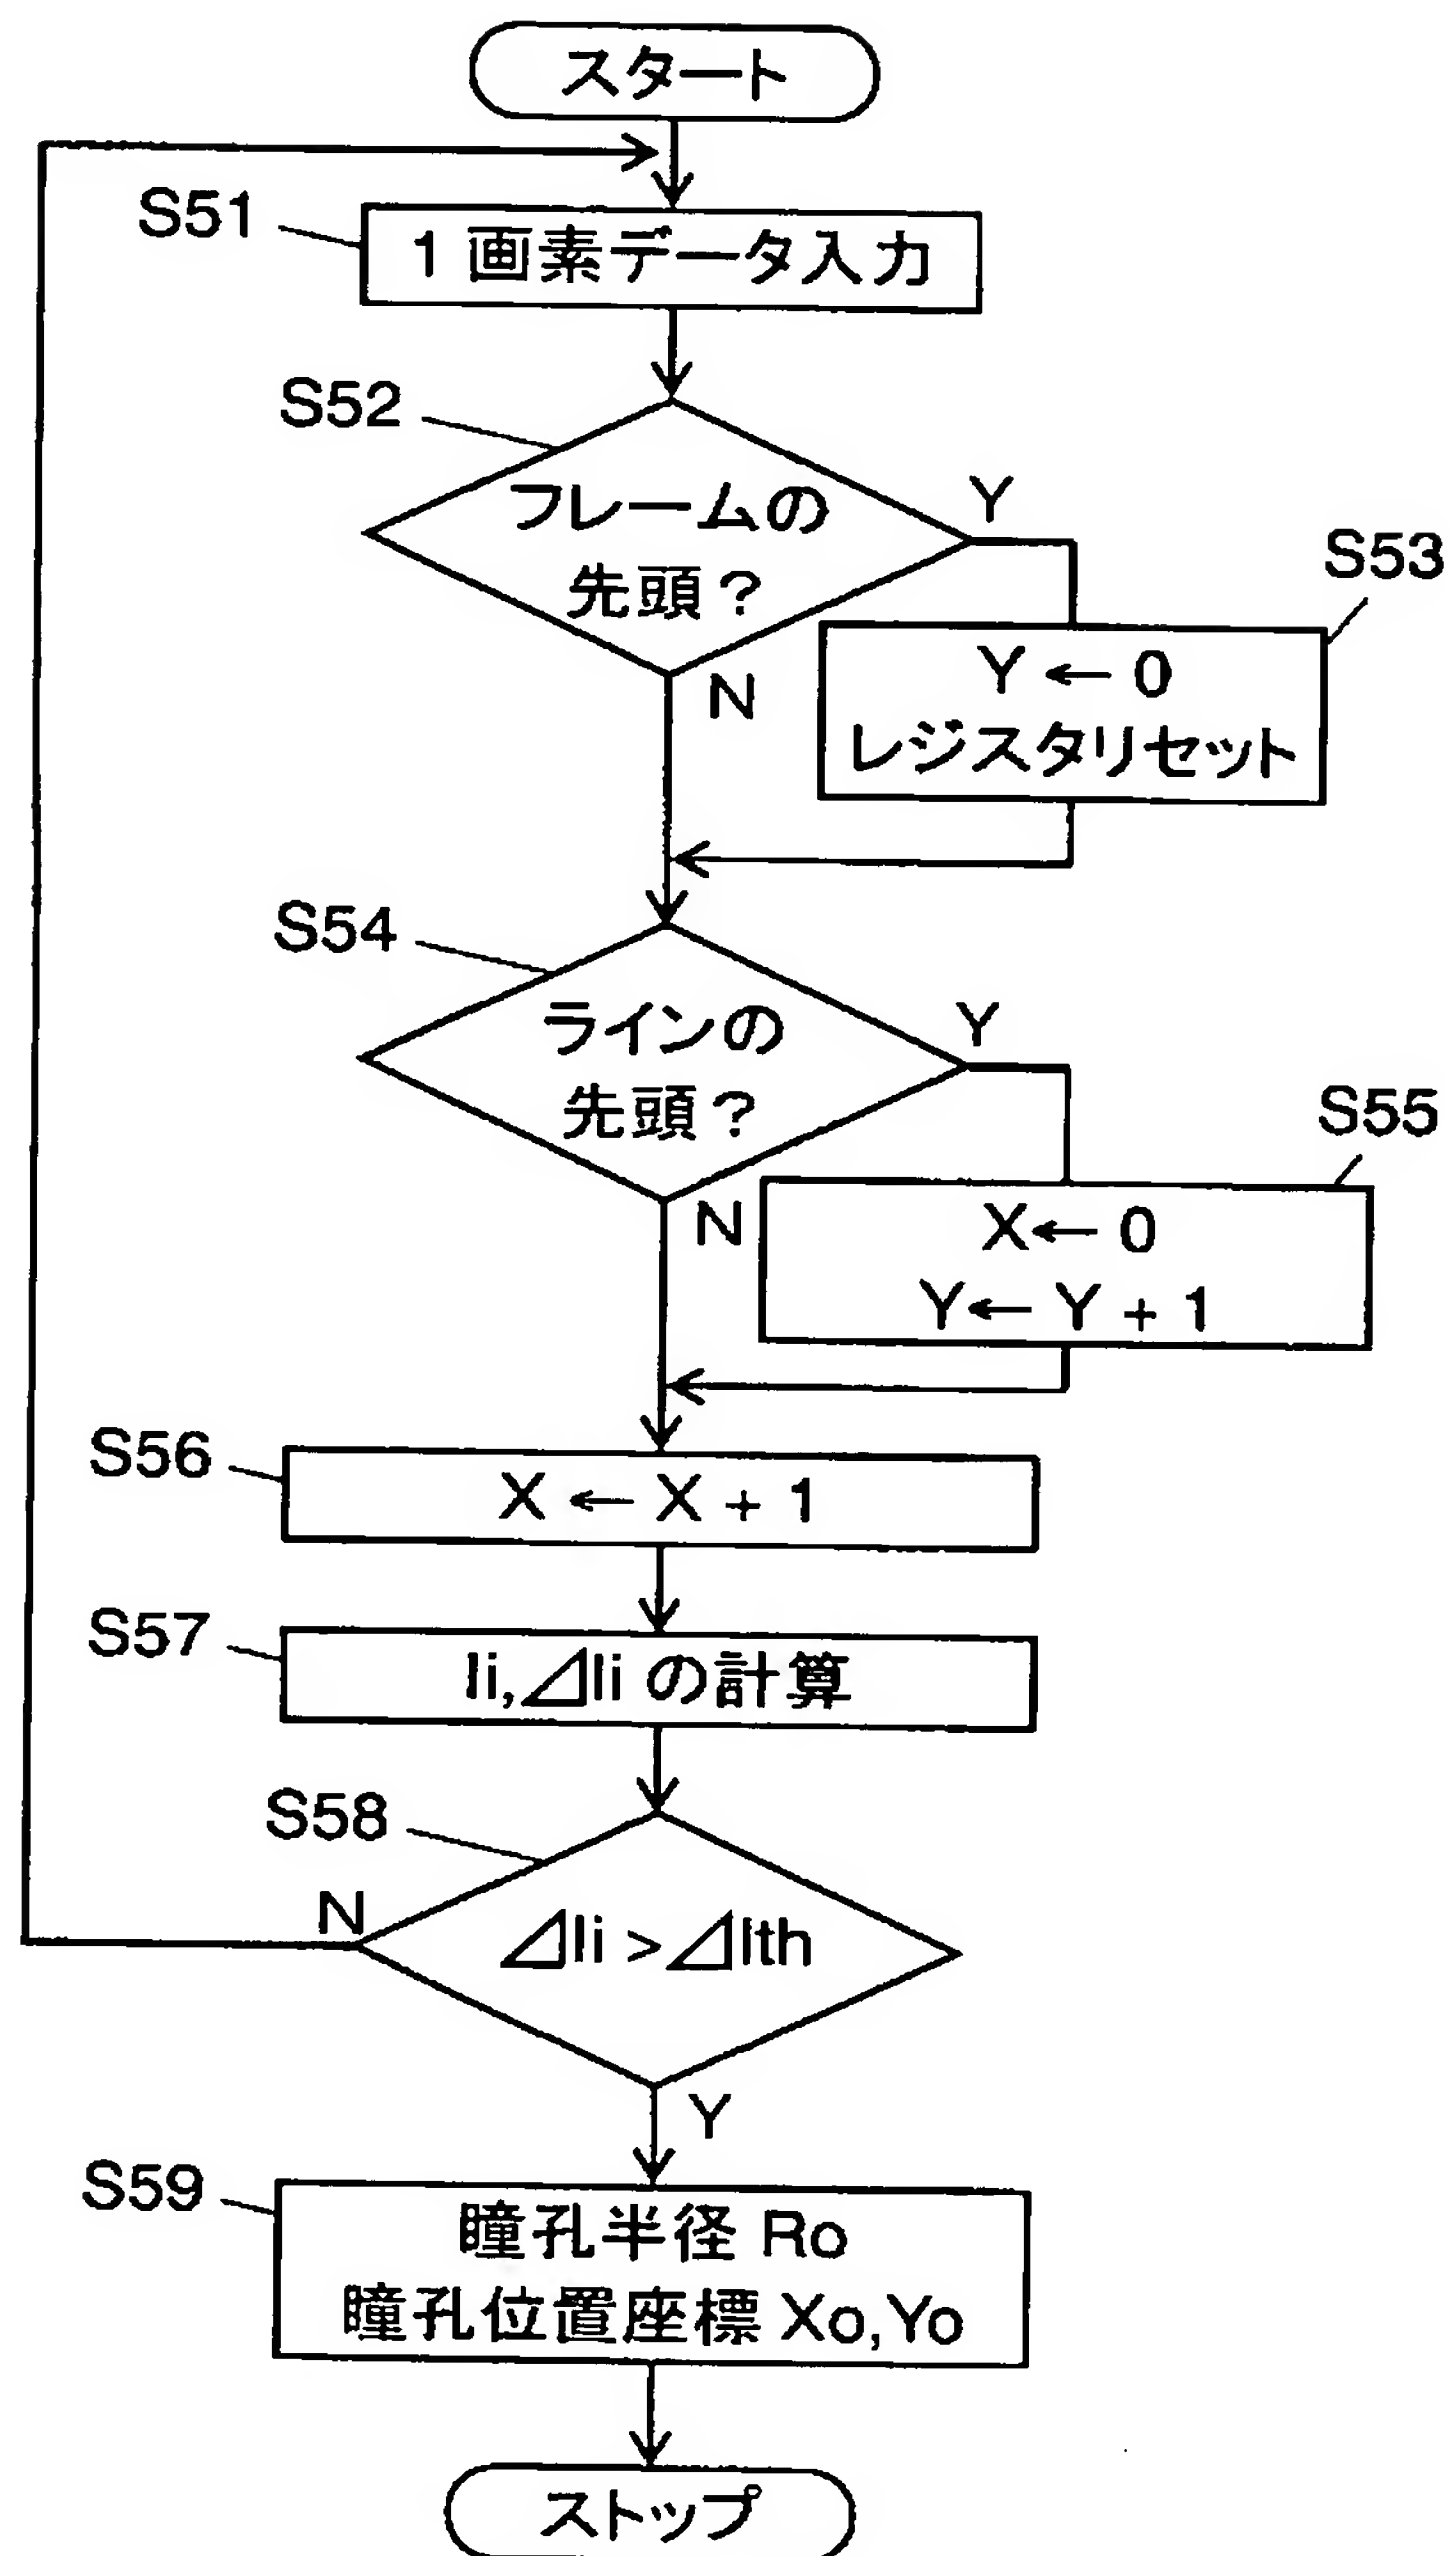 スタート
S51
1 画素データ入力
S52
フレームの
先頭?
Y
N
S53
Y ← 0
レジスタリセット
S54
ラインの
先頭?
Y
N
S55
X ← 0
Y ← Y + 1
S56
X ← X + 1
S57
Ii,⊿Ii の計算
S58
⊿Ii > ⊿Ith
N
Y
S59
瞳孔半径 Ro
瞳孔位置座標 Xo,Yo
ストップ